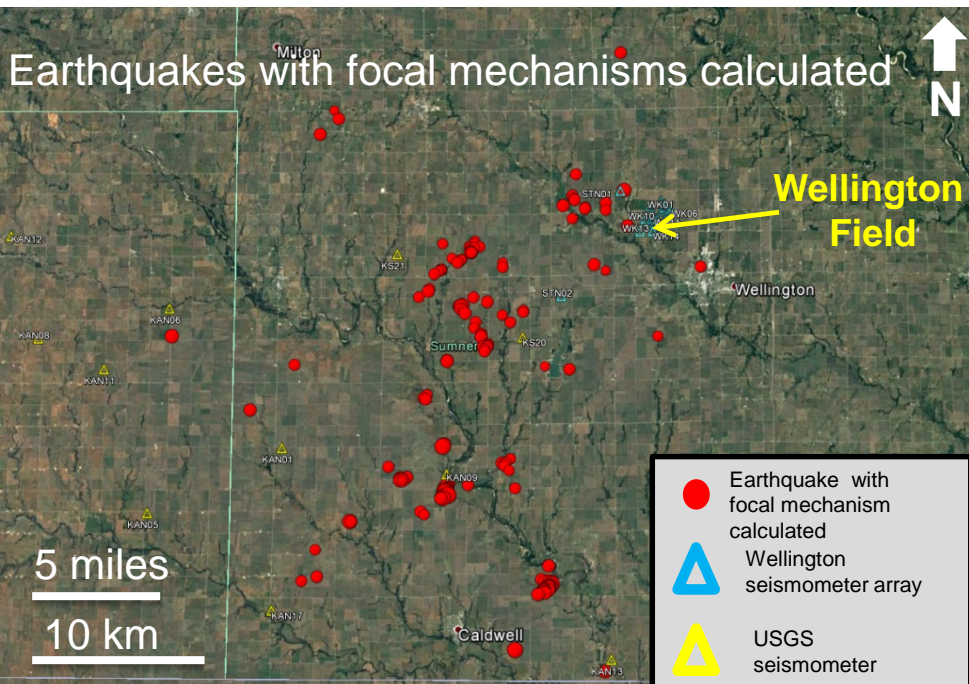 Milton
Earthquakes with focal mechanisms calculated
N
STN01
Wellington
Field
WK01
WK10
WK06
WK13
WK14
KAN12
KS21
STN02
Wellington
KAN06
KAN08
Sumner
KS20
KAN11
KAN01
KAN09
KAN05
Earthquake with
focal mechanism
calculated
5 miles
Wellington
seismometer array
10 km
KAN17
Caldwell
USGS
seismometer
KAN13